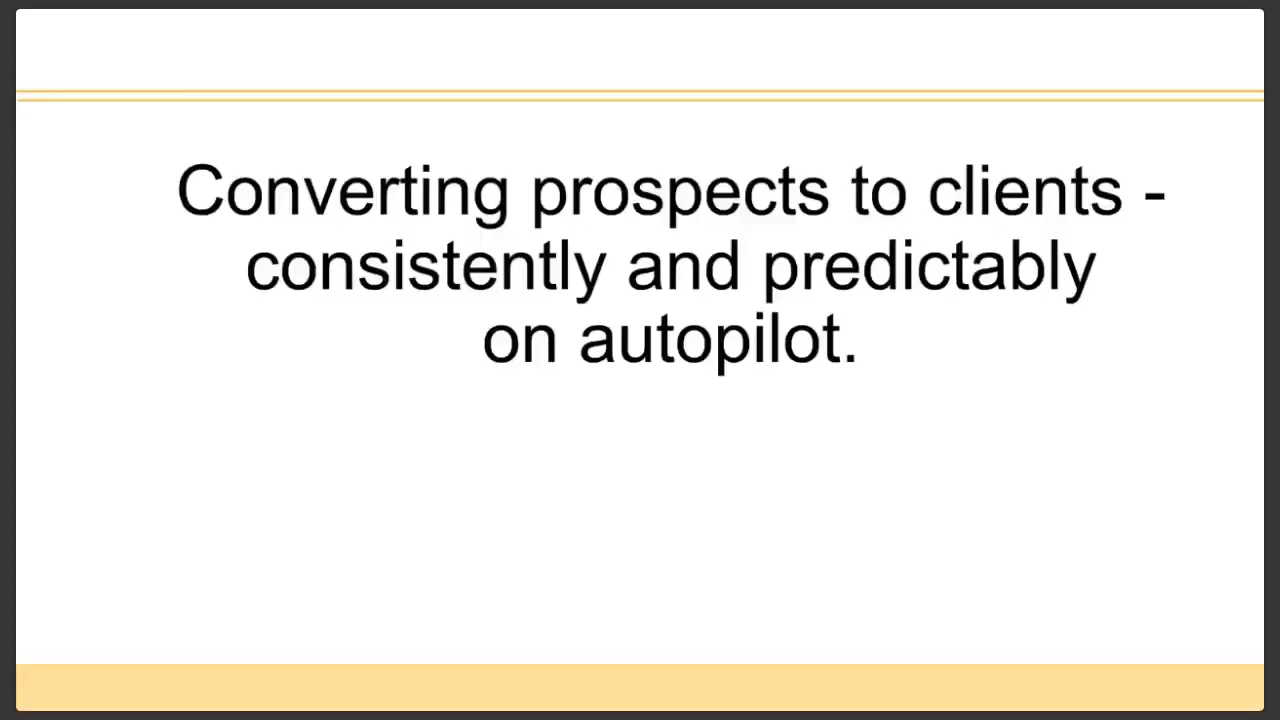 Converting prospects to clients -
consistently and predictably
on autopilot.